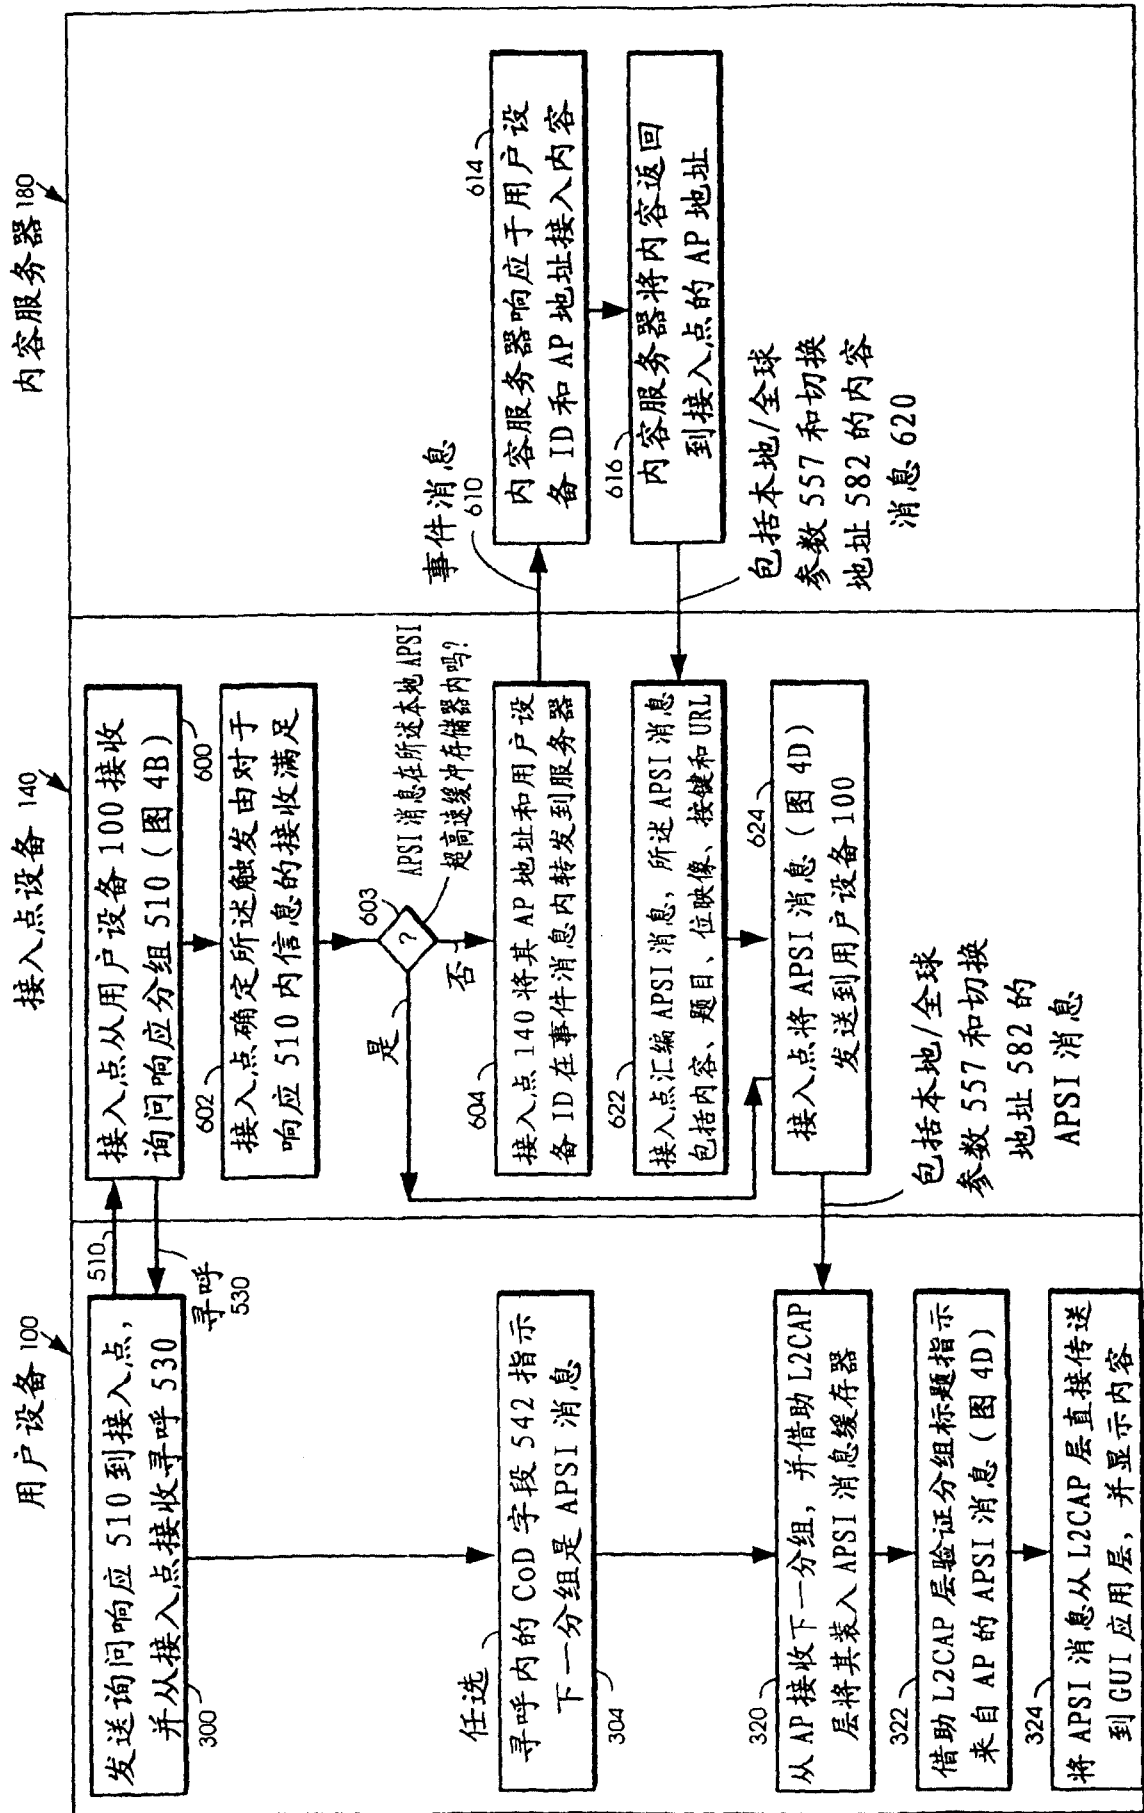 用户设备 100
发送询问响应 510 到接入点,
并从接入点接收寻呼 530
300
510
寻呼
530
任选
寻呼内的 CoD 字段 542 指示
下一分组是 APSI 消息
304
从 AP 接收下一分组, 并借助 L2CAP
层将其装入 APSI 消息缓存器
320
借助 L2CAP 层验证分组标题指示
来自 AP 的 APSI 消息 (图 4D)
322
将 APSI 消息从 L2CAP 层直接传送
到 GUI 应用层, 并显示内容
324
接入点设备 140
接入点从用户设备 100 接收
询问响应分组 510 (图 4B)
600
602
接入点确定所述触发由对于
响应 510 内信息的接收满足
603
?
APSI 消息在所述本地 APSI
超高速缓冲存储器内吗?
是
否
604
接入点 140 将其 AP 地址和用户设
备 ID 在事件消息内转发到服务器
622
接入点汇编 APSI 消息, 所述 APSI 消息
包括内容、题目、位映像、按键和 URL
624
接入点将 APSI 消息 (图 4D)
发送到用户设备 100
包括本地/全球
参数 557 和切换
地址 582 的
APSI 消息
内容服务器 180
事件消息
610
614
内容服务器响应于用户设
备 ID 和 AP 地址接入内容
616
内容服务器将内容返回
到接入点的 AP 地址
包括本地/全球
参数 557 和切换
地址 582 的内容
消息 620